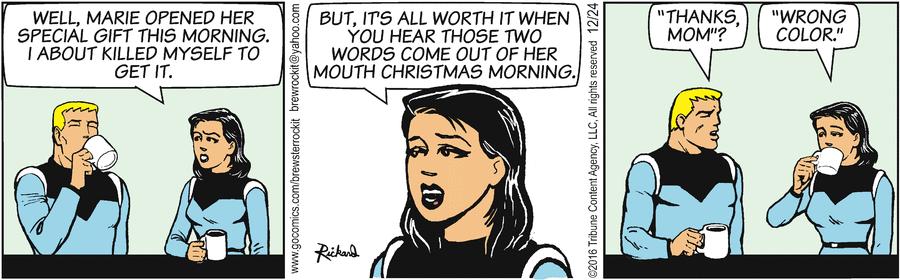 WELL, MARIE OPENED HER
SPECIAL GIFT THIS MORNING.
I ABOUT KILLED MYSELF TO
GET IT.
www.gocomics.com/brewsterrockit brewrockit@yahoo.com
BUT, IT'S ALL WORTH IT WHEN
YOU HEAR THOSE TWO
WORDS COME OUT OF HER
MOUTH CHRISTMAS MORNING.
Rickard
©2016 Tribune Content Agency, LLC, All rights reserved 12/24
"THANKS,
MOM"?
"WRONG
COLOR."